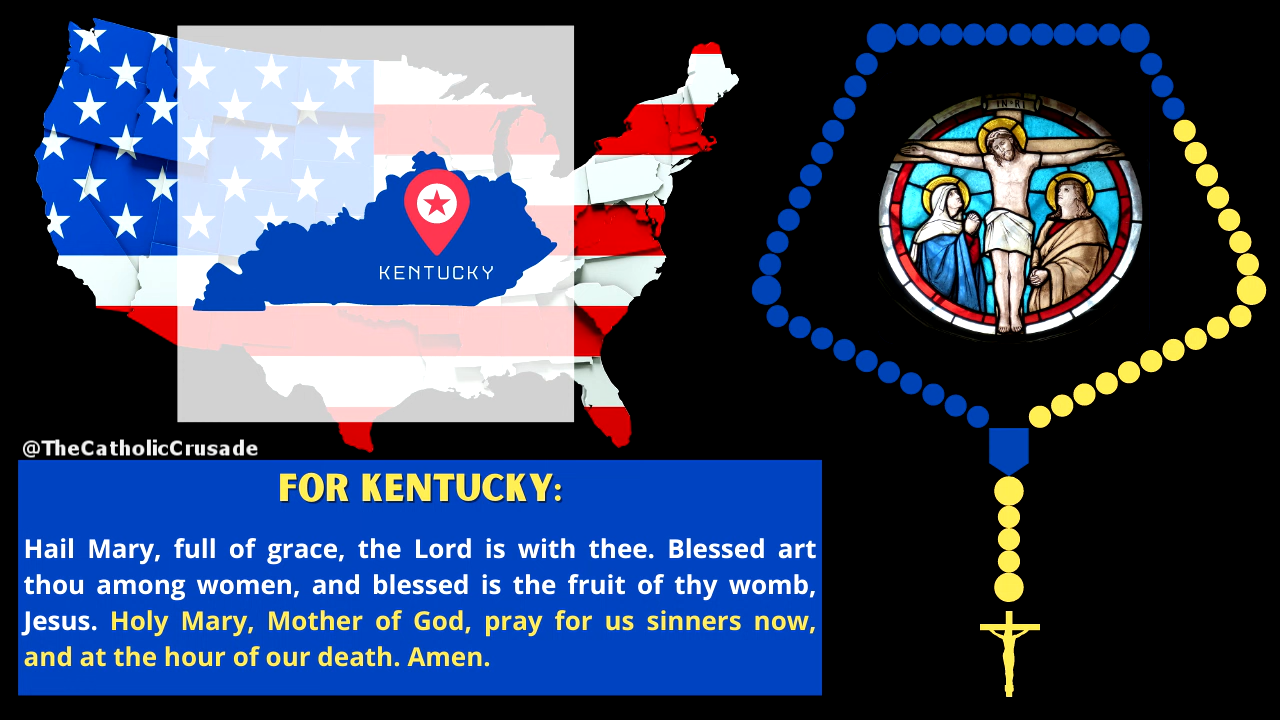 IN·RI
KENTUCKY
@TheCatholicCrusade
FOR KENTUCKY:
Hail Mary, full of grace, the Lord is with thee. Blessed art
thou among women, and blessed is the fruit of thy womb,
Jesus. Holy Mary, Mother of God, pray for us sinners now,
and at the hour of our death. Amen.